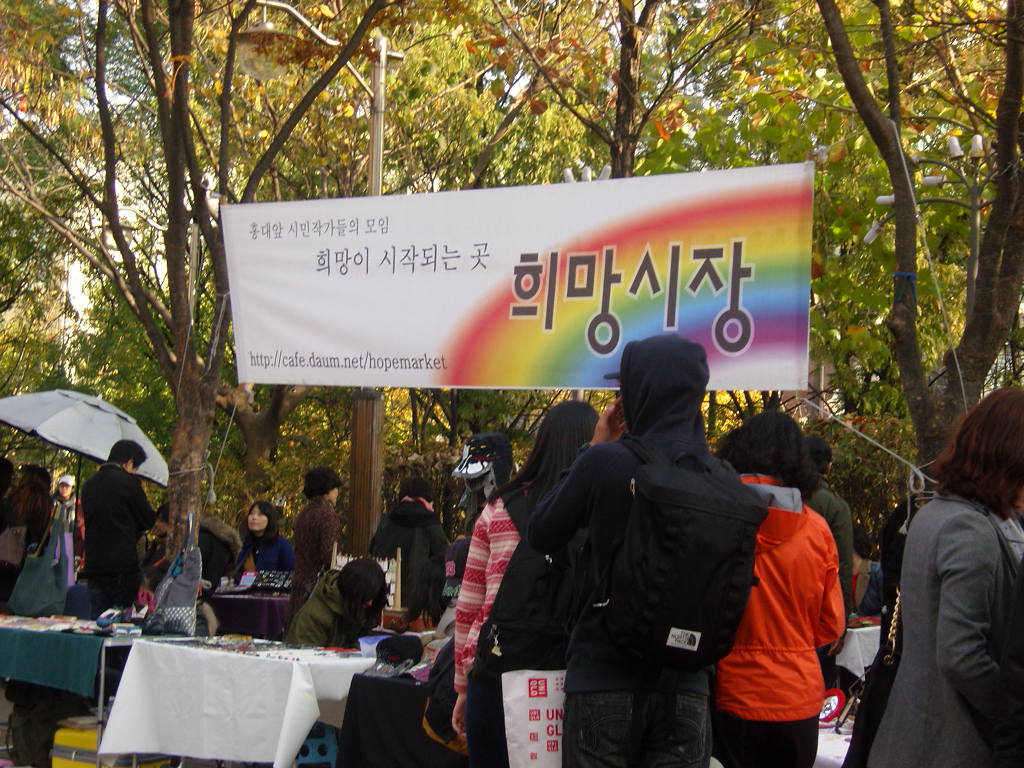 홍대앞 시민작가들의 모임
희망이 시작되는 곳
희망시장
http://cafe.daum.net/hopemarket
THE NORTH FACE
UN